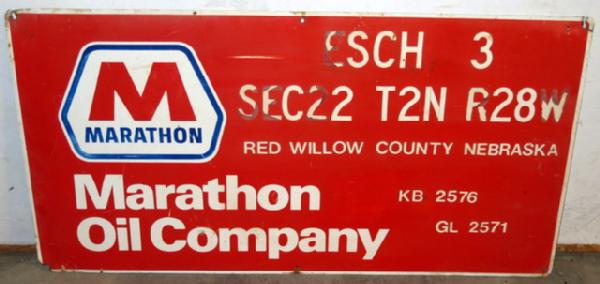 M
MARATHON
ESCH 3
SEC22 T2N R28W
RED WILLOW COUNTY NEBRASKA
Marathon
Oil Company
KB 2576
GL 2571